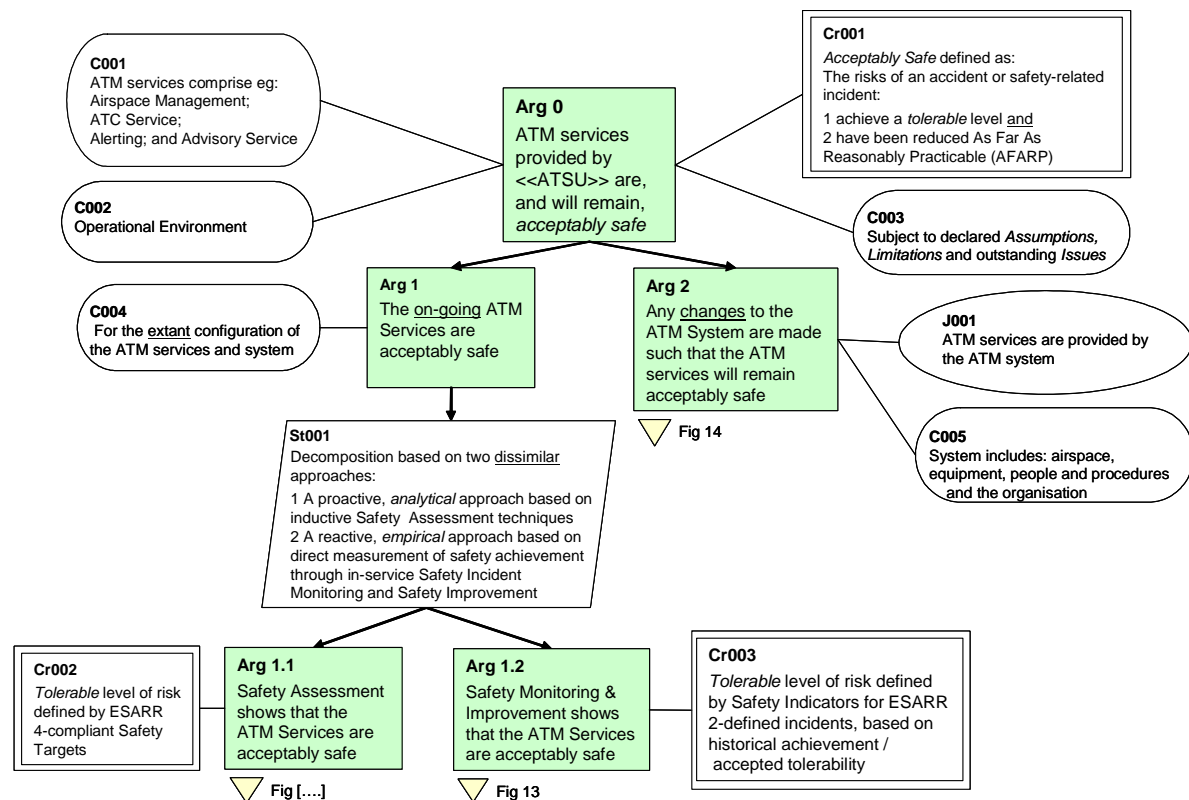 C001
ATM services comprise eg:
Airspace Management;
ATC Service;
Alerting; and Advisory Service
Cr001
Acceptably Safe defined as:
The risks of an accident or safety-related
incident:
1 achieve a tolerable level and
2 have been reduced As Far As
Reasonably Practicable (AFARP)
Arg 0
ATM services
provided by
<<ATSU>> are,
and will remain,
acceptably safe
C002
Operational Environment
C003
Subject to declared Assumptions,
Limitations and outstanding Issues
C004
For the extant configuration of
the ATM services and system
Arg 1
The on-going ATM
Services are
acceptably safe
Arg 2
Any changes to the
ATM System are made
such that the ATM
services will remain
acceptably safe
Fig 14
J001
ATM services are provided by
the ATM system
C005
System includes: airspace,
equipment, people and procedures
and the organisation
St001
Decomposition based on two dissimilar
approaches:
1 A proactive, analytical approach based on
inductive Safety Assessment techniques
2 A reactive, empirical approach based on
direct measurement of safety achievement
through in-service Safety Incident
Monitoring and Safety Improvement
Cr002
Tolerable level of risk
defined by ESARR
4-compliant Safety
Targets
Arg 1.1
Safety Assessment
shows that the
ATM Services are
acceptably safe
Fig [....]
Arg 1.2
Safety Monitoring &
Improvement shows
that the ATM Services
are acceptably safe
Fig 13
Cr003
Tolerable level of risk defined
by Safety Indicators for ESARR
2-defined incidents, based on
historical achievement /
accepted tolerability